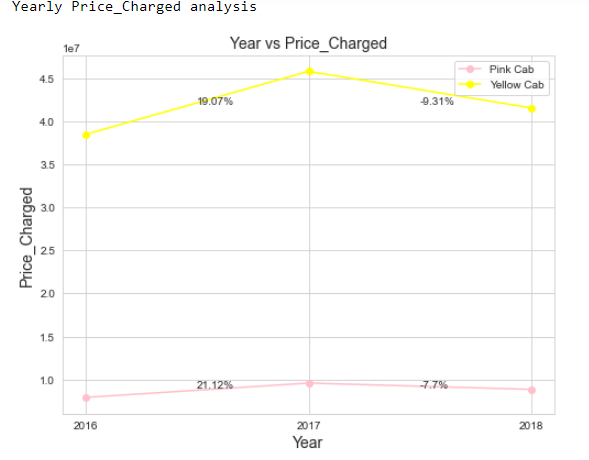 Yearly Price_Charged analysis
Year vs Price_Charged
1e7
Pink Cab
Yellow Cab
4.5
4.0
3.5
3.0
2.5
2.0
1.5
1.0
19.07%
-9.31%
21.12%
-7.7%
Price_Charged
2016
2017
2018
Year